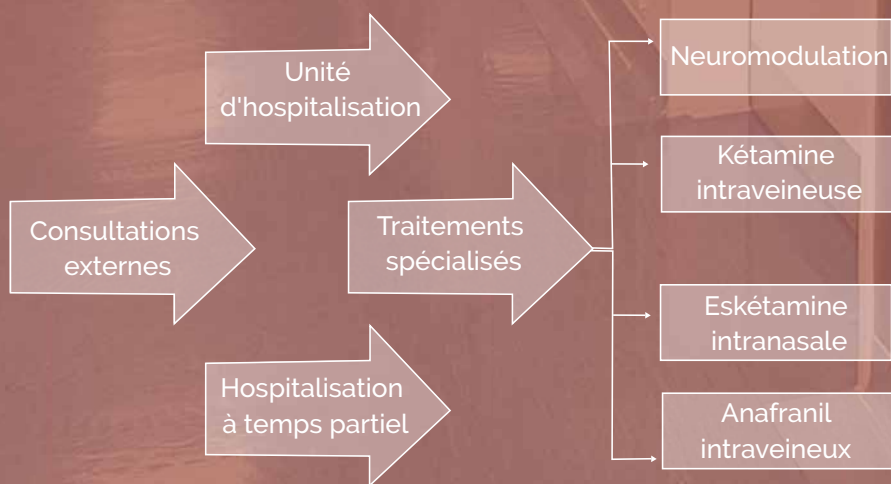 Unité
d'hospitalisation
Consultations
externes
Traitements
spécialisés
Hospitalisation
à temps partiel
Neuromodulation
Kétamine
intraveineuse
Eskétamine
intranasale
Anafranil
intraveineux